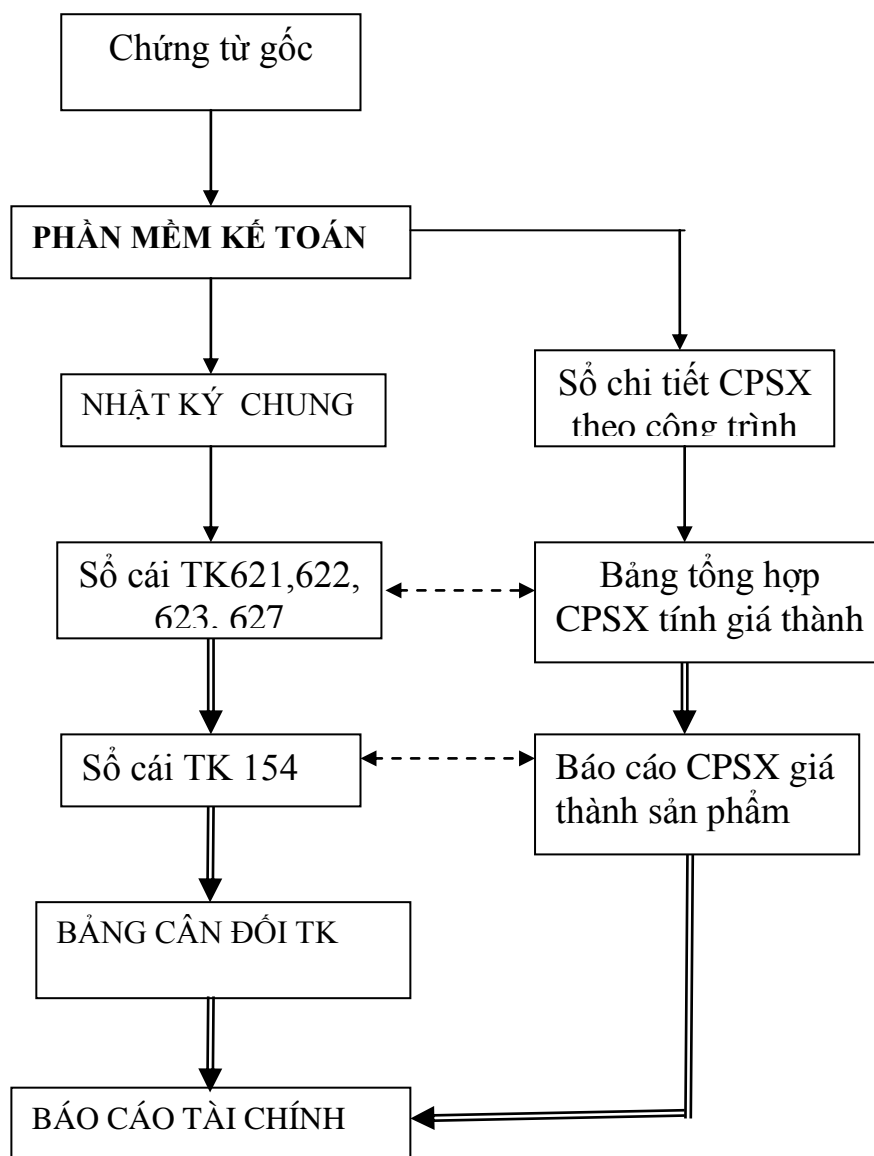 Chứng từ gốc
PHẦN MỀM KẾ TOÁN
NHẬT KÝ CHUNG
Sổ chi tiết CPSX
theo công trình
Sổ cái TK621,622,
623, 627
Bảng tổng hợp
CPSX tính giá thành
Sổ cái TK 154
Báo cáo CPSX giá
thành sản phẩm
BẢNG CÂN ĐỐI TK
BÁO CÁO TÀI CHÍNH